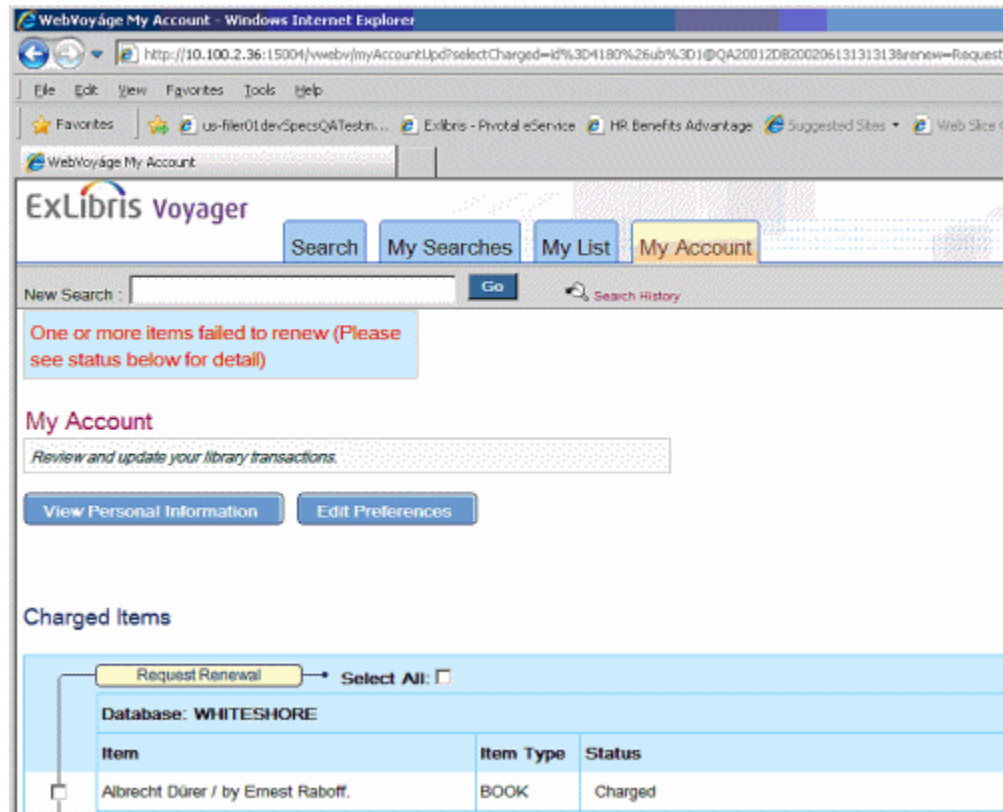 WebVoyáge My Account - Windows Internet Explorer
http://10.100.2.36:15004/vwebv/myAccountUpd?selectCharged=id%3D4180%26ub%3D1@
File Edit View Favorites Tools Help
Favorites us-filer01devSpecsQATestin... Exlibris - Pivotal eService HR Benefits Advantage Suggested Sites Web Slice
WebVoyáge My Account
ExLibris Voyager
Search My Searches My List My Account
New Search : Go Search History
One or more items failed to renew (Please
see status below for detail)
My Account
Review and update your library transactions.
View Personal Information Edit Preferences
Charged Items
Request Renewal Select All:
Database: WHITESHORE
Item Item Type Status
Albrecht Dürer / by Ernest Raboff. BOOK Charged